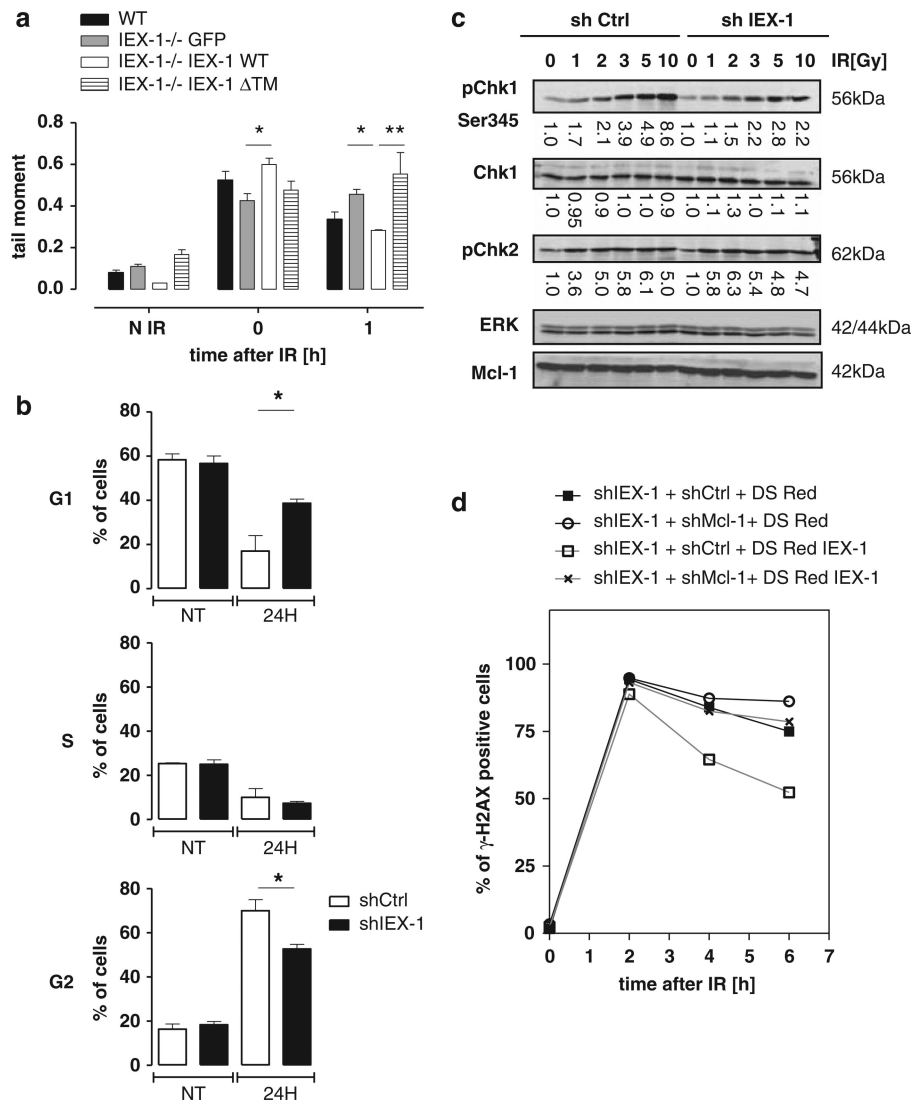 a
WT
IEX-1-/- GFP
IEX-1-/- IEX-1 WT
IEX-1-/- IEX-1 ΔTM
tail moment
0.8
0.6
0.4
0.2
0.0
* * **
N IR 0 1
time after IR [h]
b
G1
% of cells
80
60
40
20
0
*
NT 24H
S
% of cells
80
60
40
20
0
NT 24H
G2
% of cells
80
60
40
20
0
*
NT 24H
shCtrl
shIEX-1
c
sh Ctrl sh IEX-1
0 1 2 3 5 10 0 1 2 3 5 10 IR[Gy]
pChk1 56kDa
Ser345
1.0 1.7 2.1 3.9 4.9 8.6 1.0 1.1 1.5 2.2 2.8 2.2
Chk1 56kDa
1.0 0.95 0.9 1.0 1.0 0.9 1.0 1.1 1.3 1.0 1.1 1.1
pChk2 62kDa
1.0 3.6 5.0 5.8 6.1 5.0 1.0 5.8 6.3 5.4 4.8 4.7
ERK 42/44kDa
Mcl-1 42kDa
d
shIEX-1 + shCtrl + DS Red
shIEX-1 + shMcl-1+ DS Red
shIEX-1 + shCtrl + DS Red IEX-1
shIEX-1 + shMcl-1+ DS Red IEX-1
% of γ-H2AX positive cells
100
75
50
25
0
0 1 2 3 4 5 6 7
time after IR [h]